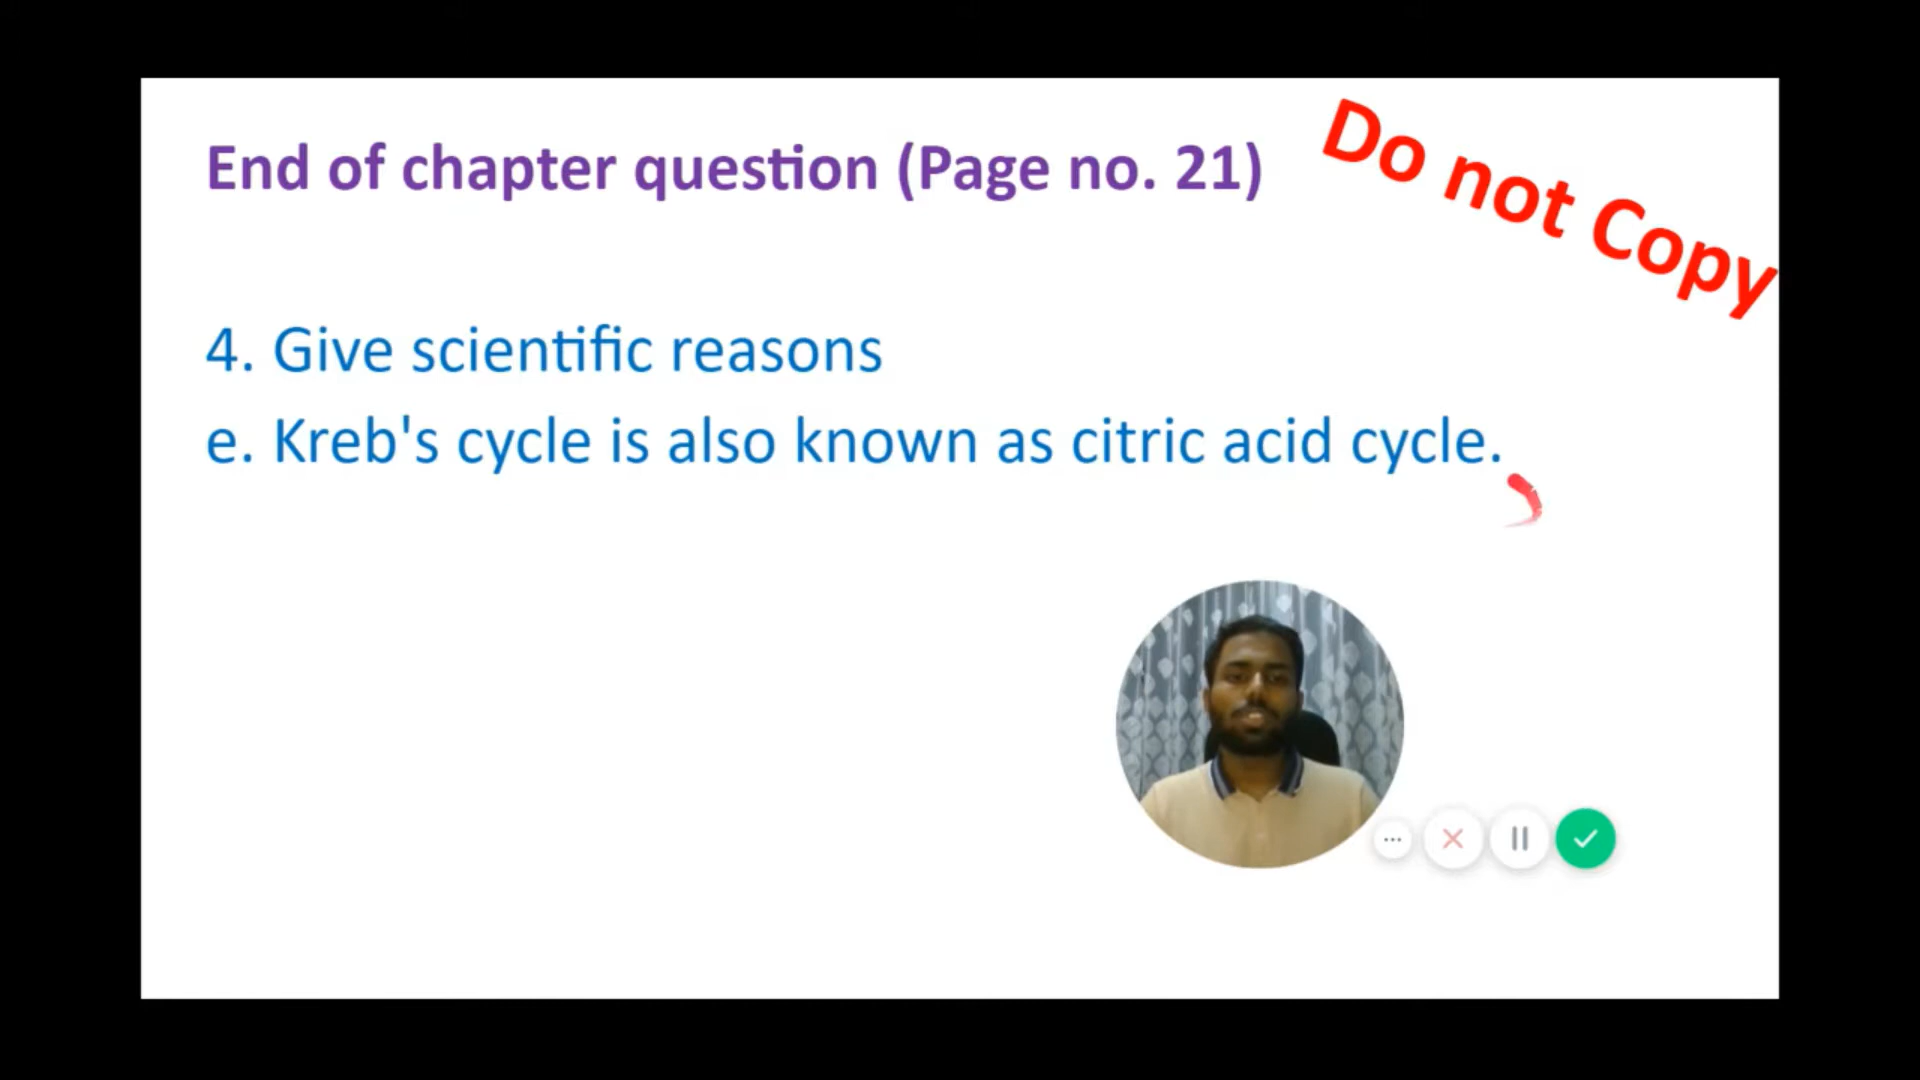 End of chapter question (Page no. 21)
Do not Copy
4. Give scientific reasons
e. Kreb's cycle is also known as citric acid cycle.